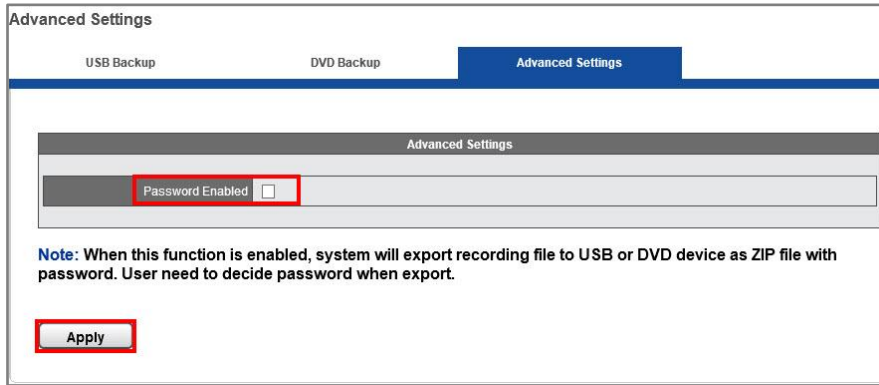 Advanced Settings
USB Backup DVD Backup Advanced Settings
Advanced Settings
Password Enabled
Note: When this function is enabled, system will export recording file to USB or DVD device as ZIP file with
password. User need to decide password when export.
Apply